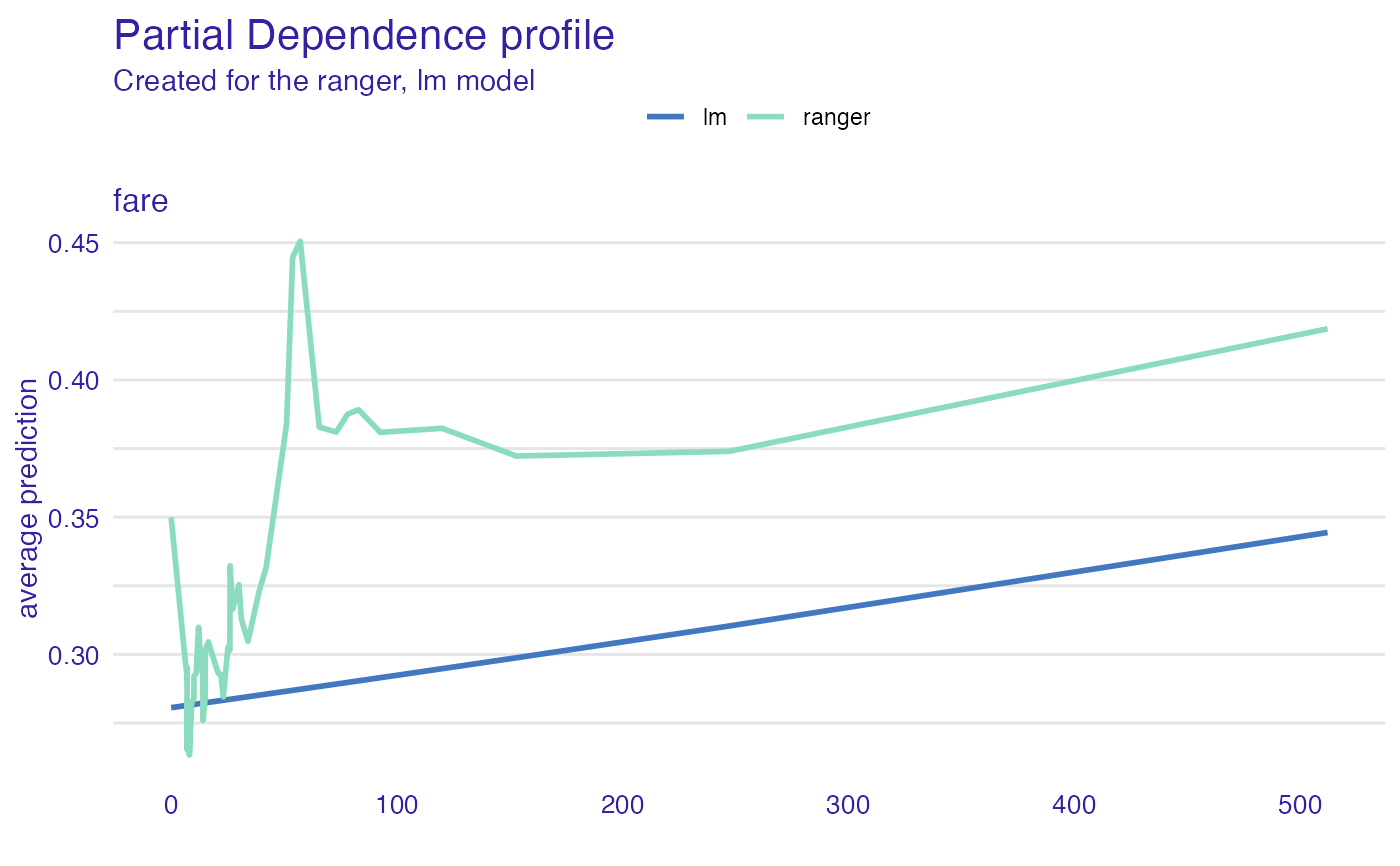 Partial Dependence profile
Created for the ranger, lm model
lm ranger
fare
0.45
0.40
0.35
0.30
average prediction
0 100 200 300 400 500